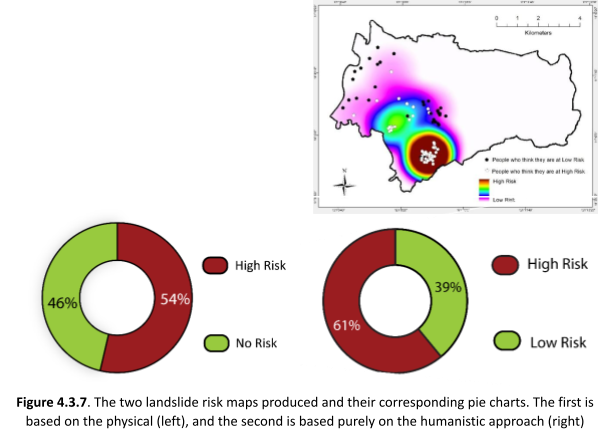 0 1 2 4
Kilometers
People who think they are at Low Risk
People who think they are at High Risk
High Risk
Low Risk
N
46%
54%
High Risk
No Risk
61%
39%
High Risk
Low Risk
Figure 4.3.7. The two landslide risk maps produced and their corresponding pie charts. The first is
based on the physical (left), and the second is based purely on the humanistic approach (right)